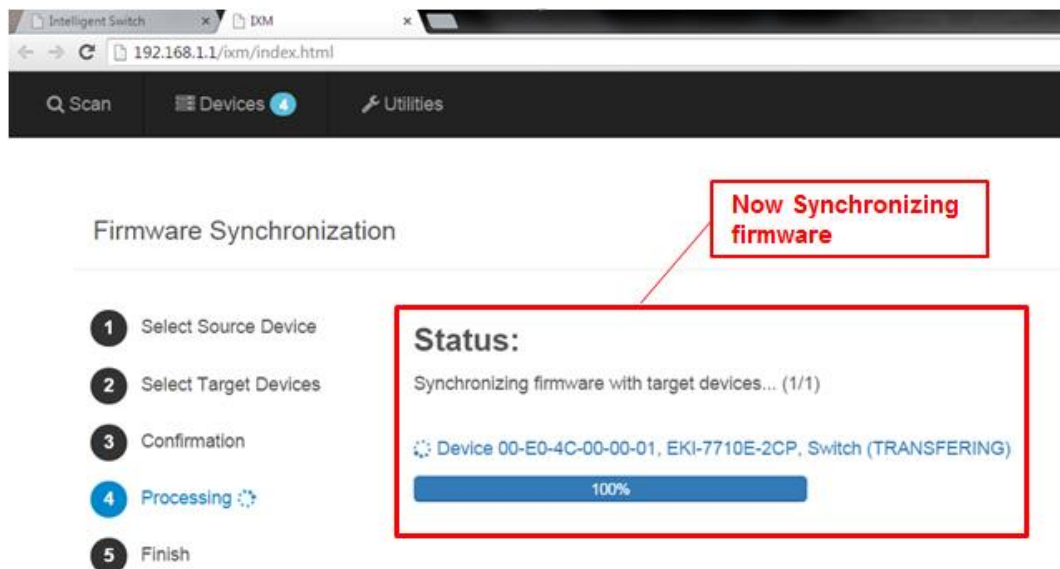 Intelligent Switch
IXM
192.168.1.1/ixm/index.html
Scan
Devices 4
Utilities
Now Synchronizing
firmware
Firmware Synchronization
1 Select Source Device
2 Select Target Devices
3 Confirmation
4 Processing
5 Finish
Status:
Synchronizing firmware with target devices... (1/1)
Device 00-E0-4C-00-00-01, EKI-7710E-2CP, Switch (TRANSFERING)
100%